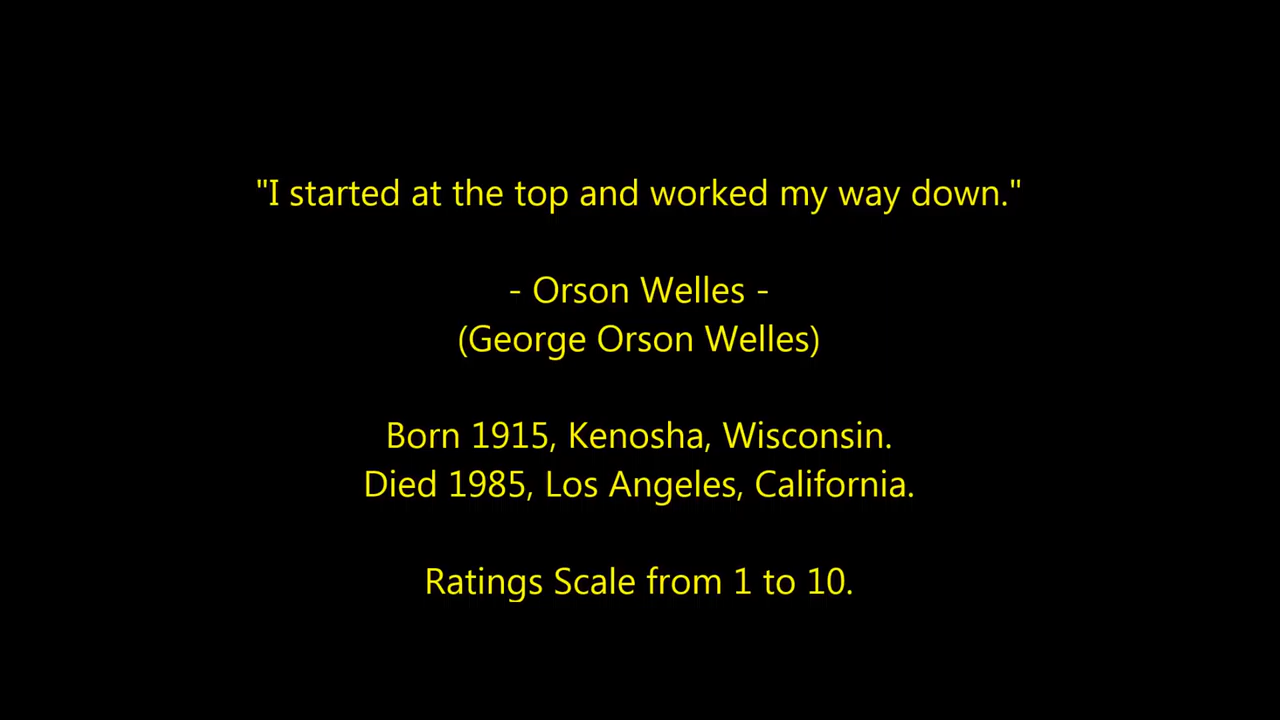 "I started at the top and worked my way down."
- Orson Welles -
(George Orson Welles)
Born 1915, Kenosha, Wisconsin.
Died 1985, Los Angeles, California.
Ratings Scale from 1 to 10.